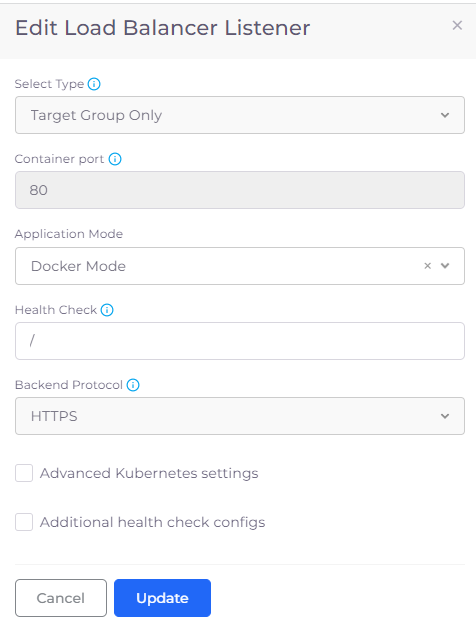 Edit Load Balancer Listener
Select Type
Target Group Only
Container port
80
Application Mode
Docker Mode
Health Check
/
Backend Protocol
HTTPS
Advanced Kubernetes settings
Additional health check configs
Cancel Update